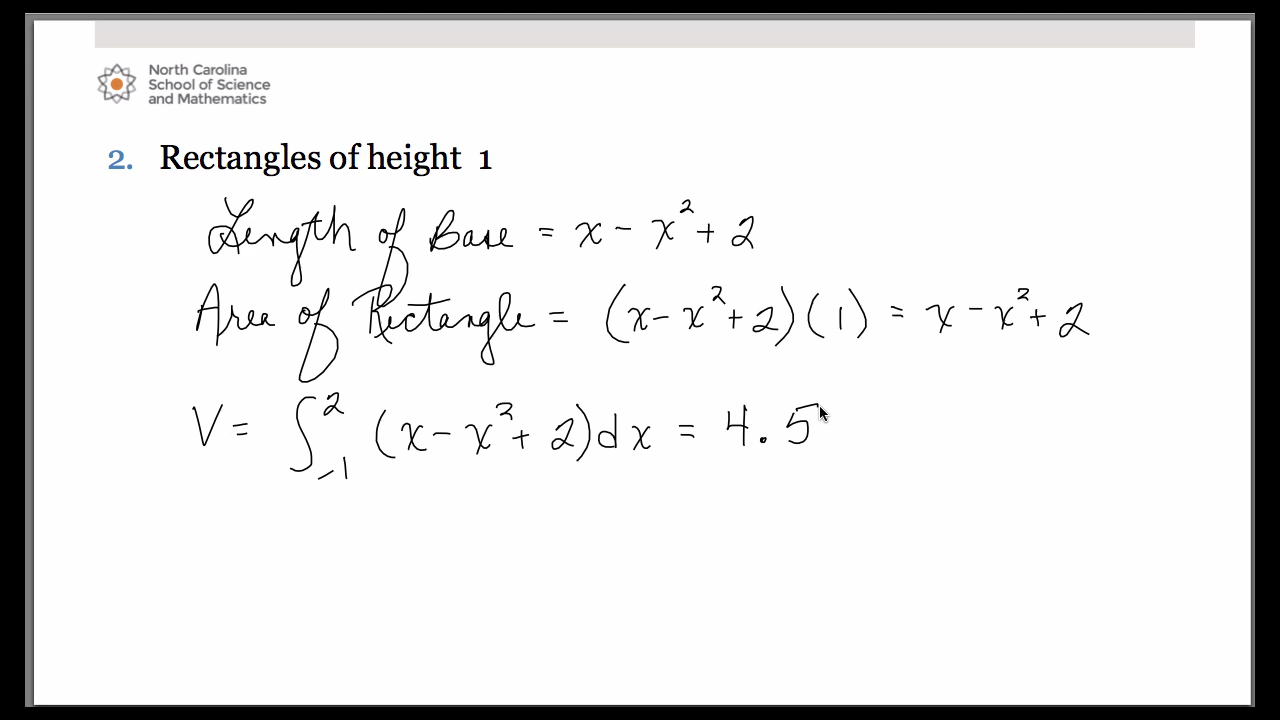 North Carolina
School of Science
and Mathematics
2. Rectangles of height 1
Length of Base = x - x² + 2
Area of Rectangle = (x - x² + 2)(1) = x - x² + 2
V = ∫₋₁² (x - x² + 2)dx = 4.5